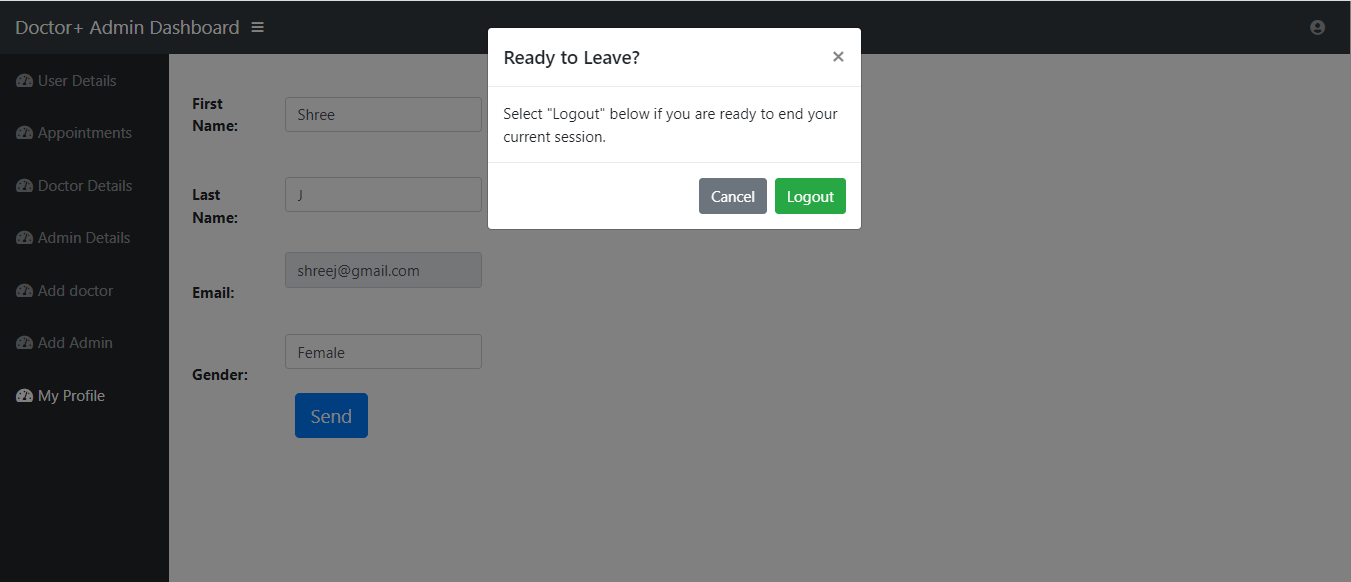 Doctor+ Admin Dashboard
User Details
Appointments
Doctor Details
Admin Details
Add doctor
Add Admin
My Profile
First
Name:
Shree
Last
Name:
J
Email:
shreej@gmail.com
Gender:
Female
Send
Ready to Leave?
×
Select "Logout" below if you are ready to end your
current session.
Cancel
Logout